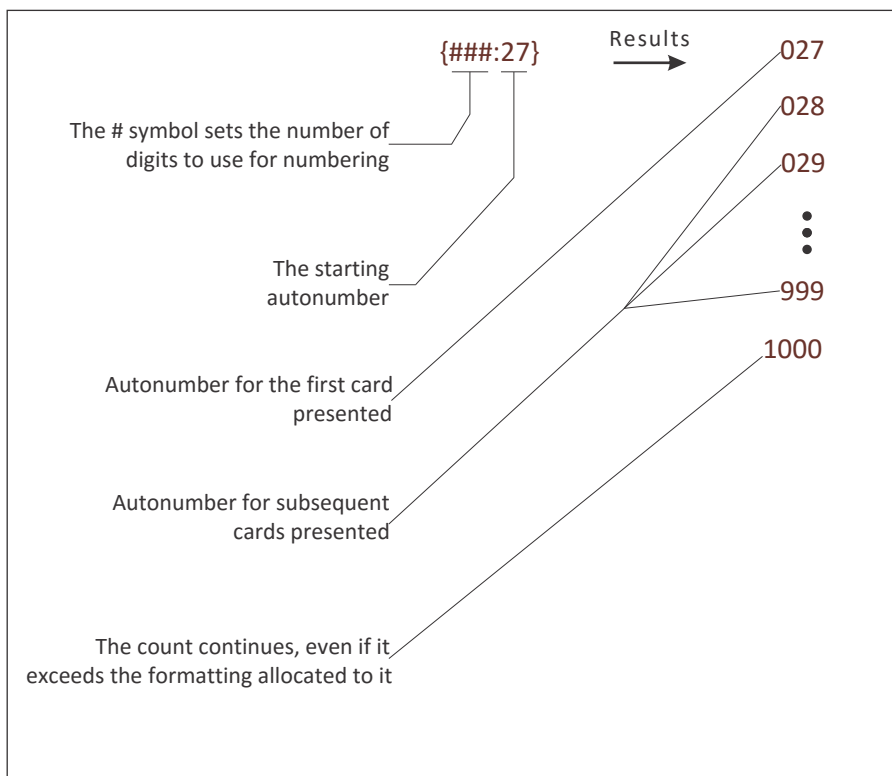 {###:27}
Results
027
028
029
999
1000
The # symbol sets the number of
digits to use for numbering
The starting
autonumber
Autonumber for the first card
presented
Autonumber for subsequent
cards presented
The count continues, even if it
exceeds the formatting allocated to it